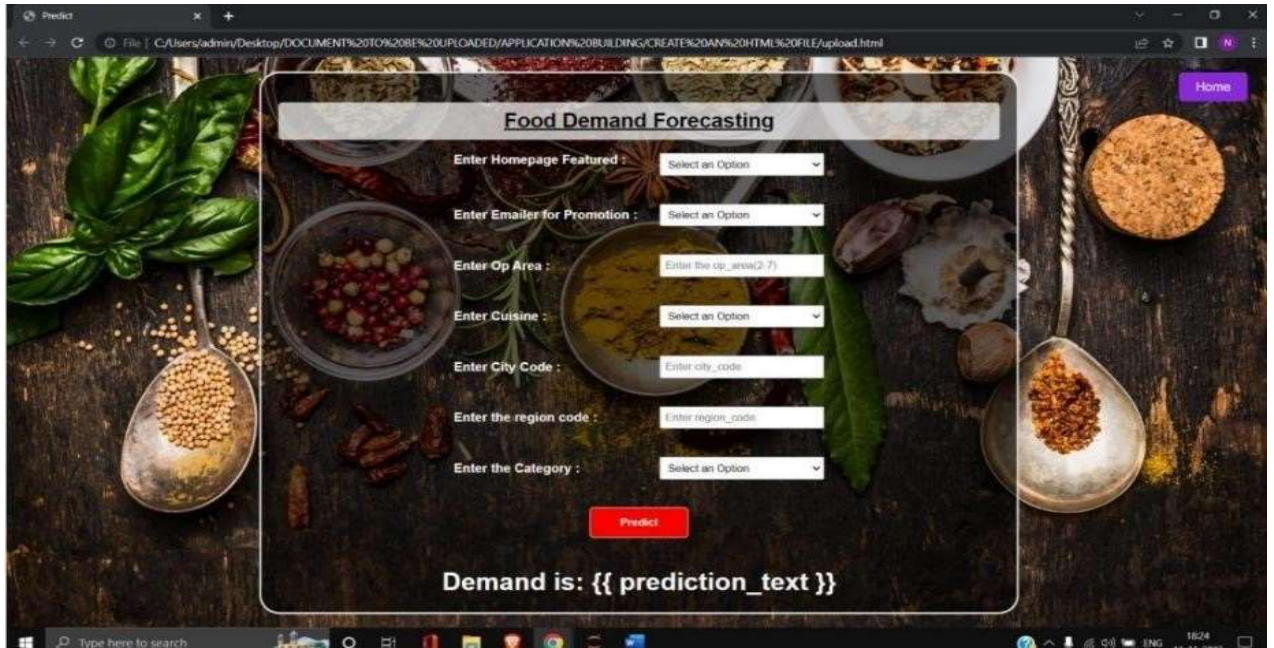 Predict
File | C:/Users/admin/Desktop/DOCUMENT%20TO%20BE%20UPLOADED/APPLICATION%20BUILDING/CREATE%20AN%20HTML%20FILE/upload.html
N
Home
Food Demand Forecasting
Enter Homepage Featured : Select an Option
Enter Emailer for Promotion : Select an Option
Enter Op Area : Enter the op_area(2-7)
Enter Cuisine : Select an Option
Enter City Code : Enter city_code
Enter the region code : Enter region_code
Enter the Category : Select an Option
Predict
Demand is: {{ prediction_text }}
Type here to search
ENG
18:24